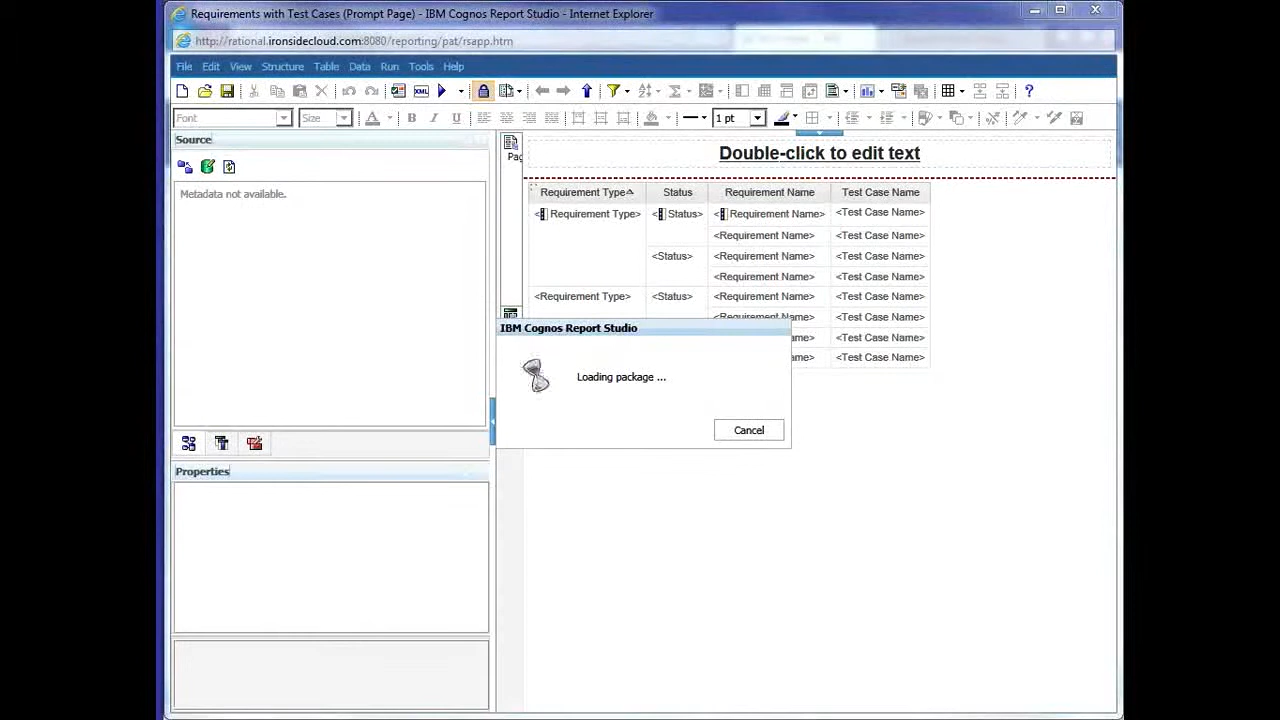 Requirements with Test Cases (Prompt Page) - IBM Cognos Report Studio - Internet Explorer
http://rational.ironsidecloud.com:8080/reporting/pat/rsapp.htm
File Edit View Structure Table Data Run Tools Help
Font Size A B I U 1 pt
Source
Metadata not available.
Properties
Pag
Double-click to edit text
Requirement Type Status Requirement Name Test Case Name
< Requirement Type> < Status> < Requirement Name> <Test Case Name>
<Requirement Name> <Test Case Name>
<Status> <Requirement Name> <Test Case Name>
<Requirement Name> <Test Case Name>
<Requirement Type> <Status> <Requirement Name> <Test Case Name>
<Requirement Name> <Test Case Name>
ame> <Test Case Name>
ame> <Test Case Name>
IBM Cognos Report Studio
Loading package ...
Cancel